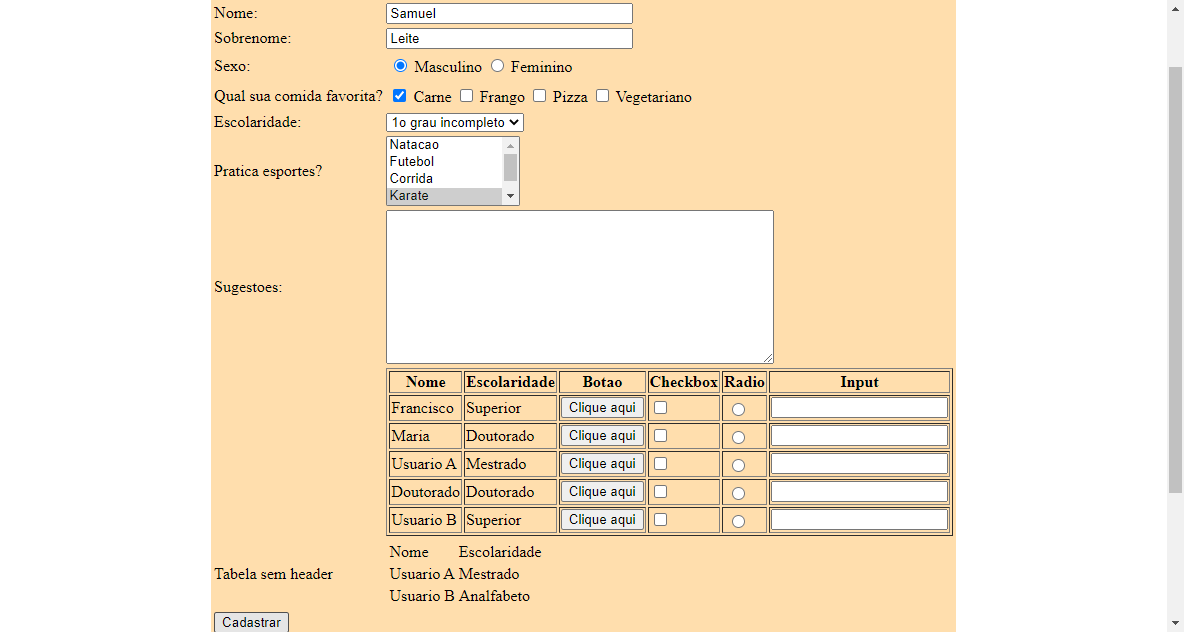 Nome: Samuel
Sobrenome: Leite
Sexo: Masculino Feminino
Qual sua comida favorita? Carne Frango Pizza Vegetariano
Escolaridade: 1o grau incompleto
Pratica esportes? Natacao
Futebol
Corrida
Karate
Sugestoes:
Nome Escolaridade Botao Checkbox Radio Input
Francisco Superior Clique aqui
Maria Doutorado Clique aqui
Usuario A Mestrado Clique aqui
Doutorado Doutorado Clique aqui
Usuario B Superior Clique aqui
Tabela sem header
Nome Escolaridade
Usuario A Mestrado
Usuario B Analfabeto
Cadastrar